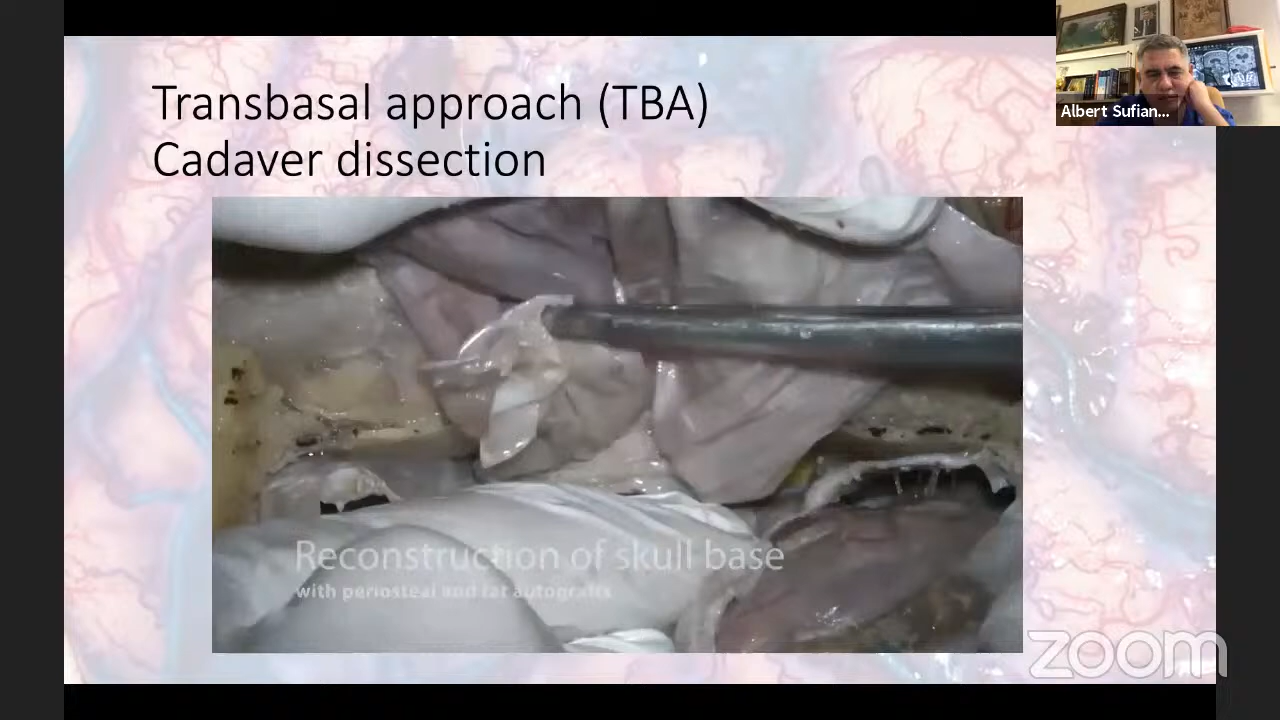 Transbasal approach (TBA)
Cadaver dissection
Albert Sufian...
Reconstruction of skull base
with periosteal and fat autografts
zoom